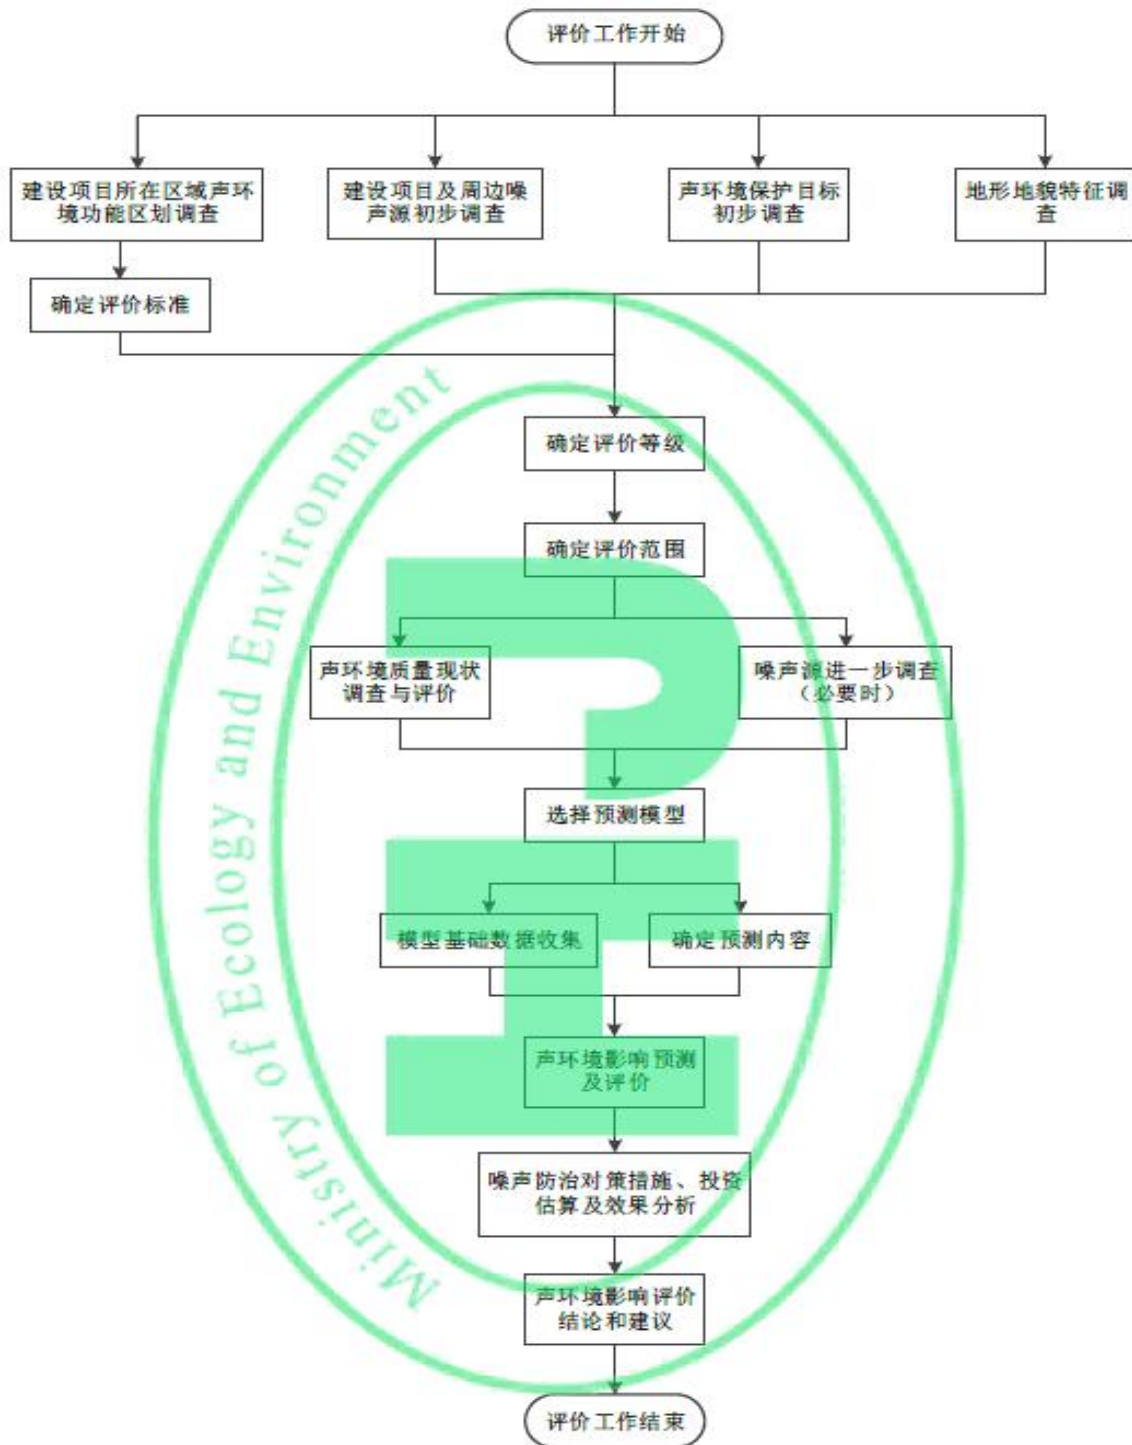 评价工作开始
建设项目所在区域声环
境功能区划调查
建设项目及周边噪
声源初步调查
声环境保护目标
初步调查
地形地貌特征调
查
确定评价标准
确定评价等级
确定评价范围
声环境质量现状
调查与评价
噪声源进一步调查
（必要时）
选择预测模型
模型基础数据收集
确定预测内容
声环境影响预测
及评价
噪声防治对策措施、投资
估算及效果分析
声环境影响评价
结论和建议
评价工作结束
Ministry of Ecology and Environment